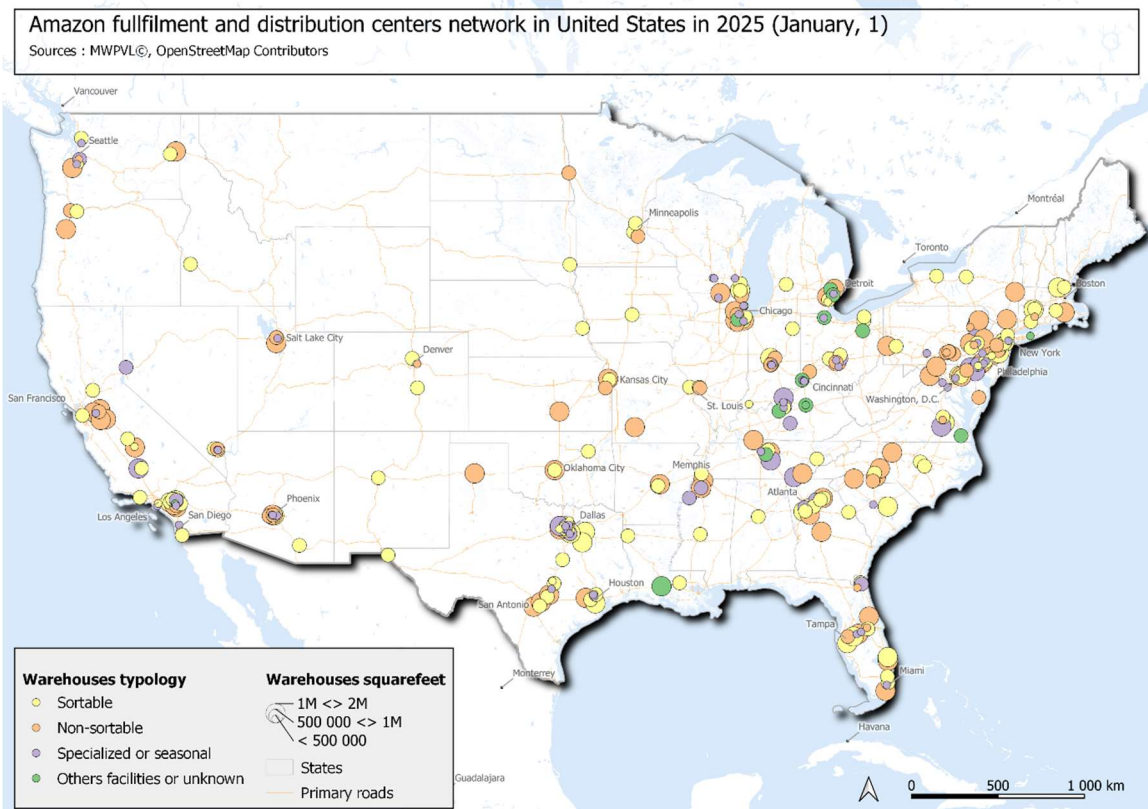 Amazon fullfilment and distribution centers network in United States in 2025 (January, 1)
Sources : MWPVL©, OpenStreetMap Contributors
Vancouver
Seattle
Minneapolis
Montréal
Toronto
Detroit
Boston
Chicago
Salt Lake City
Denver
New York
Philadelphia
Kansas City
Cincinnati
San Francisco
St. Louis
Washington, D.C.
Oklahoma City
Memphis
Phoenix
Atlanta
Los Angeles
San Diego
Dallas
Houston
San Antonio
Tampa
Miami
Monterrey
Havana
Guadalajara
Warehouses typology
Sortable
Non-sortable
Specialized or seasonal
Others facilities or unknown
Warehouses squarefeet
1M <> 2M
500 000 <> 1M
< 500 000
States
Primary roads
0 500 1 000 km